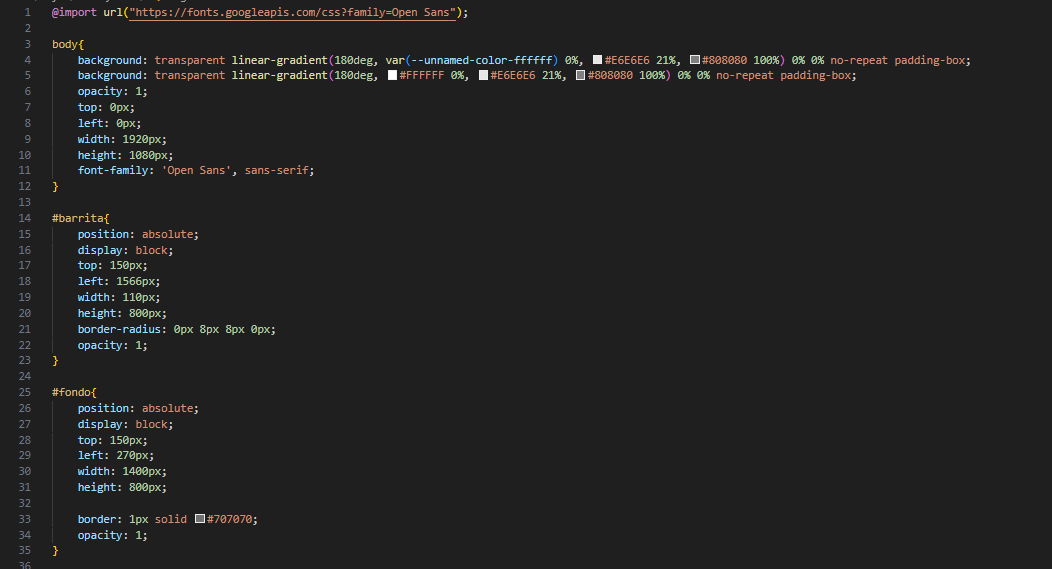 1 @import url("https://fonts.googleapis.com/css?family=Open Sans");
2
3 body{
4 background: transparent linear-gradient(180deg, var(--unnamed-color-ffffff) 0%, #E6E6E6 21%, #808080 100%) 0% 0% no-repeat padding-box;
5 background: transparent linear-gradient(180deg, #FFFFFF 0%, #E6E6E6 21%, #808080 100%) 0% 0% no-repeat padding-box;
6 opacity: 1;
7 top: 0px;
8 left: 0px;
9 width: 1920px;
10 height: 1080px;
11 font-family: 'Open Sans', sans-serif;
12 }
13
14 #barrita{
15 position: absolute;
16 display: block;
17 top: 150px;
18 left: 1566px;
19 width: 110px;
20 height: 800px;
21 border-radius: 0px 8px 8px 0px;
22 opacity: 1;
23 }
24
25 #fondo{
26 position: absolute;
27 display: block;
28 top: 150px;
29 left: 270px;
30 width: 1400px;
31 height: 800px;
32
33 border: 1px solid #707070;
34 opacity: 1;
35 }
36